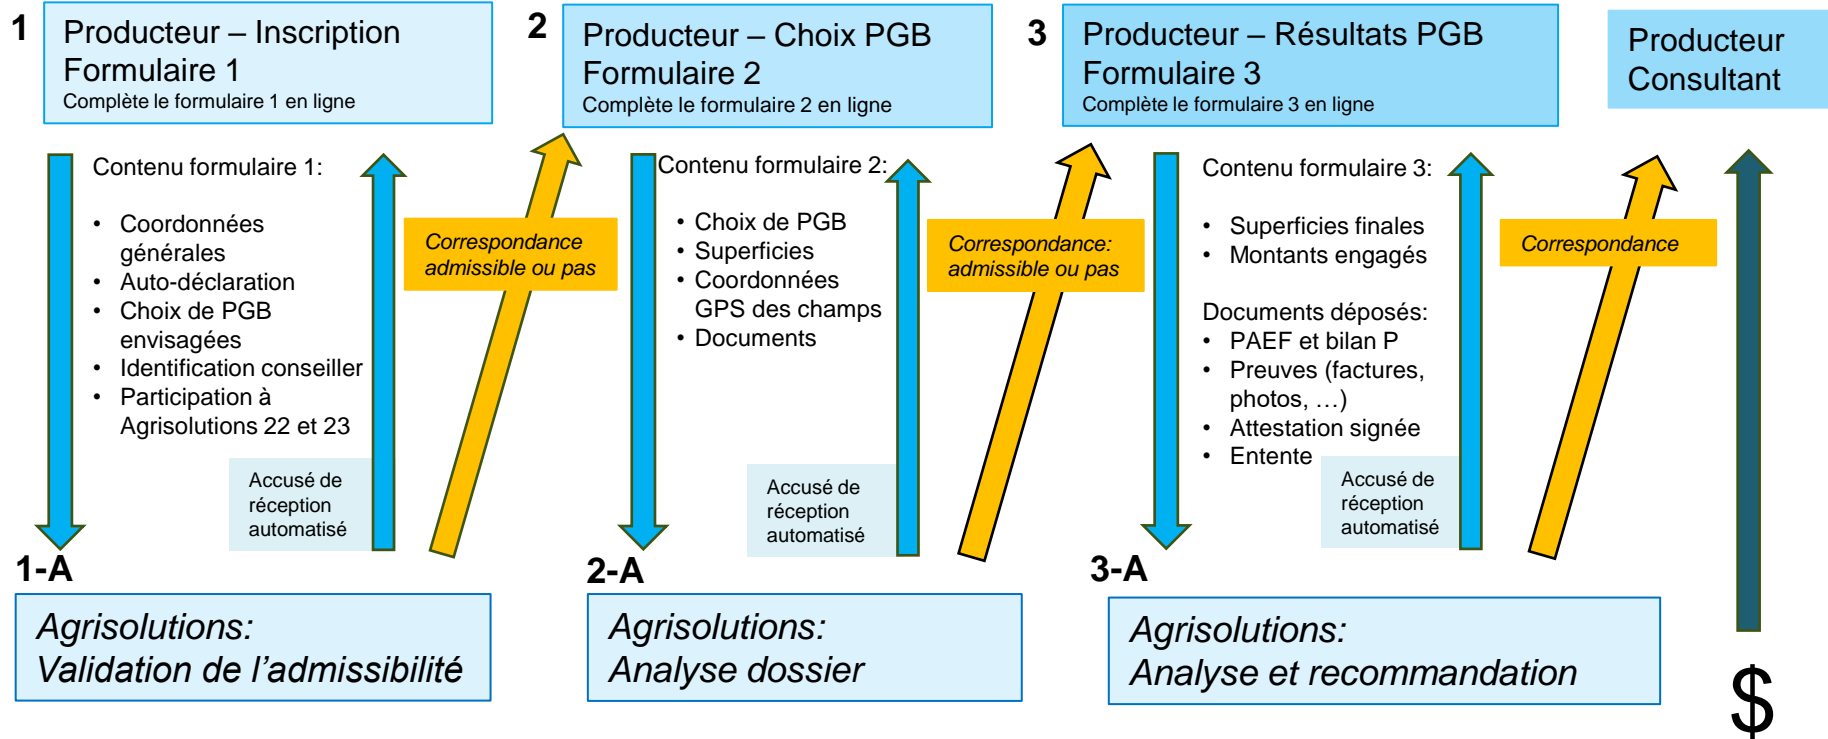 1
Producteur – Inscription
Formulaire 1
Complète le formulaire 1 en ligne
Contenu formulaire 1:
• Coordonnées
générales
• Auto-déclaration
• Choix de PGB
envisagées
• Identification conseiller
• Participation à
Agrisolutions 22 et 23
Accusé de
réception
automatisé
Correspondance
admissible ou pas
1-A
Agrisolutions:
Validation de l’admissibilité
2
Producteur – Choix PGB
Formulaire 2
Complète le formulaire 2 en ligne
Contenu formulaire 2:
• Choix de PGB
• Superficies
• Coordonnées
GPS des champs
• Documents
Accusé de
réception
automatisé
Correspondance:
admissible ou pas
2-A
Agrisolutions:
Analyse dossier
3
Producteur – Résultats PGB
Formulaire 3
Complète le formulaire 3 en ligne
Contenu formulaire 3:
• Superficies finales
• Montants engagés
Documents déposés:
• PAEF et bilan P
• Preuves (factures,
photos, …)
• Attestation signée
• Entente
Accusé de
réception
automatisé
Correspondance
3-A
Agrisolutions:
Analyse et recommandation
Producteur
Consultant
$